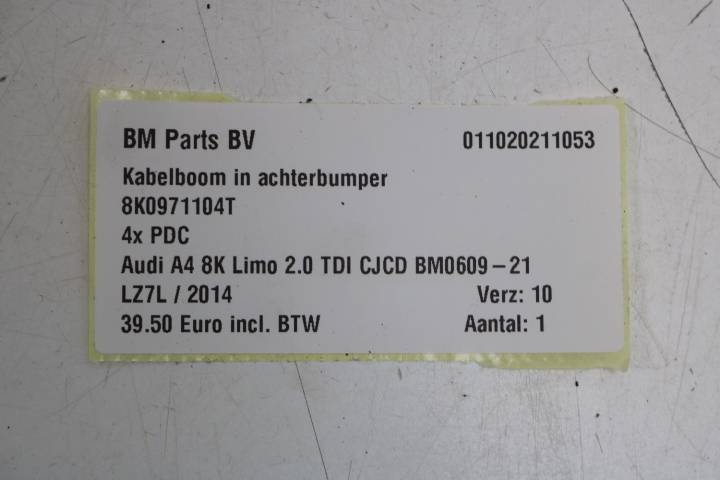 BM Parts BV 011020211053
Kabelboom in achterbumper
8K0971104T
4x PDC
Audi A4 8K Limo 2.0 TDI CJCD BM0609-21
LZ7L / 2014 Verz: 10
39.50 Euro incl. BTW Aantal: 1